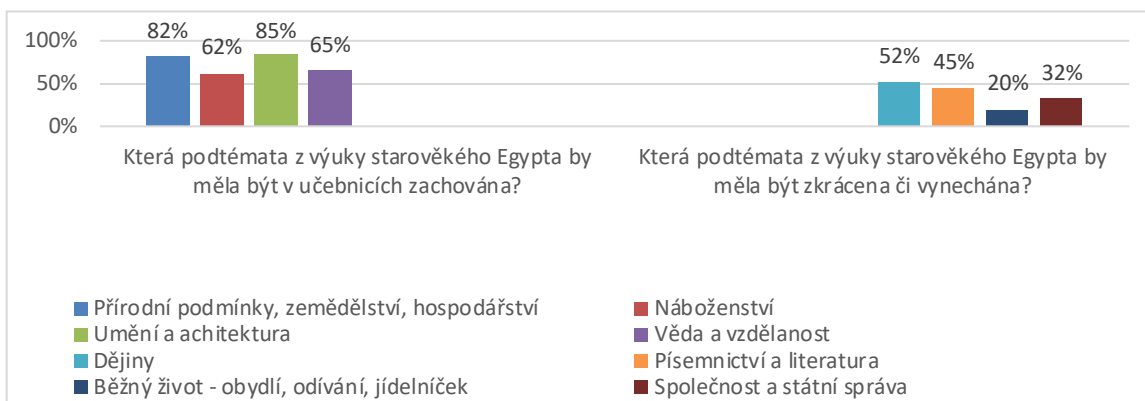 100%
50%
0%
82%
62%
85%
65%
52%
45%
20%
32%
Která podtémata z výuky starověkého Egypta by
měla být v učebnicích zachována?
Která podtémata z výuky starověkého Egypta by
měla být zkrácena či vynechána?
Přírodní podmínky, zemědělství, hospodářství
Náboženství
Umění a achitektura
Věda a vzdělanost
Dějiny
Písemnictví a literatura
Běžný život - obydlí, odívání, jídelníček
Společnost a státní správa